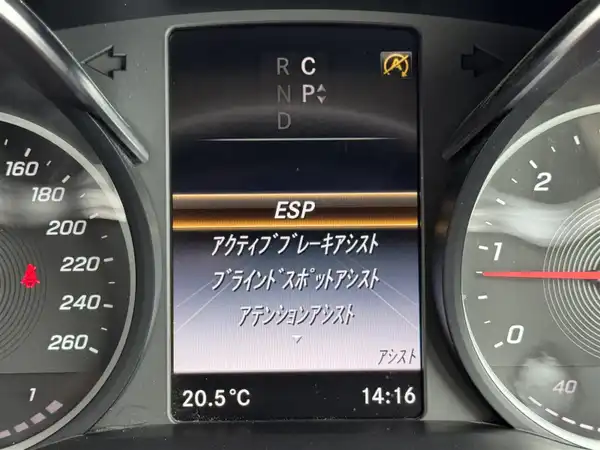 R C
N P
D
A
160
180
200
220
240
260
1
ESP
アクティブブレーキアシスト
ブラインドスポットアシスト
アテンションアシスト
アシスト
20.5°C 14:16
2
1
0
40